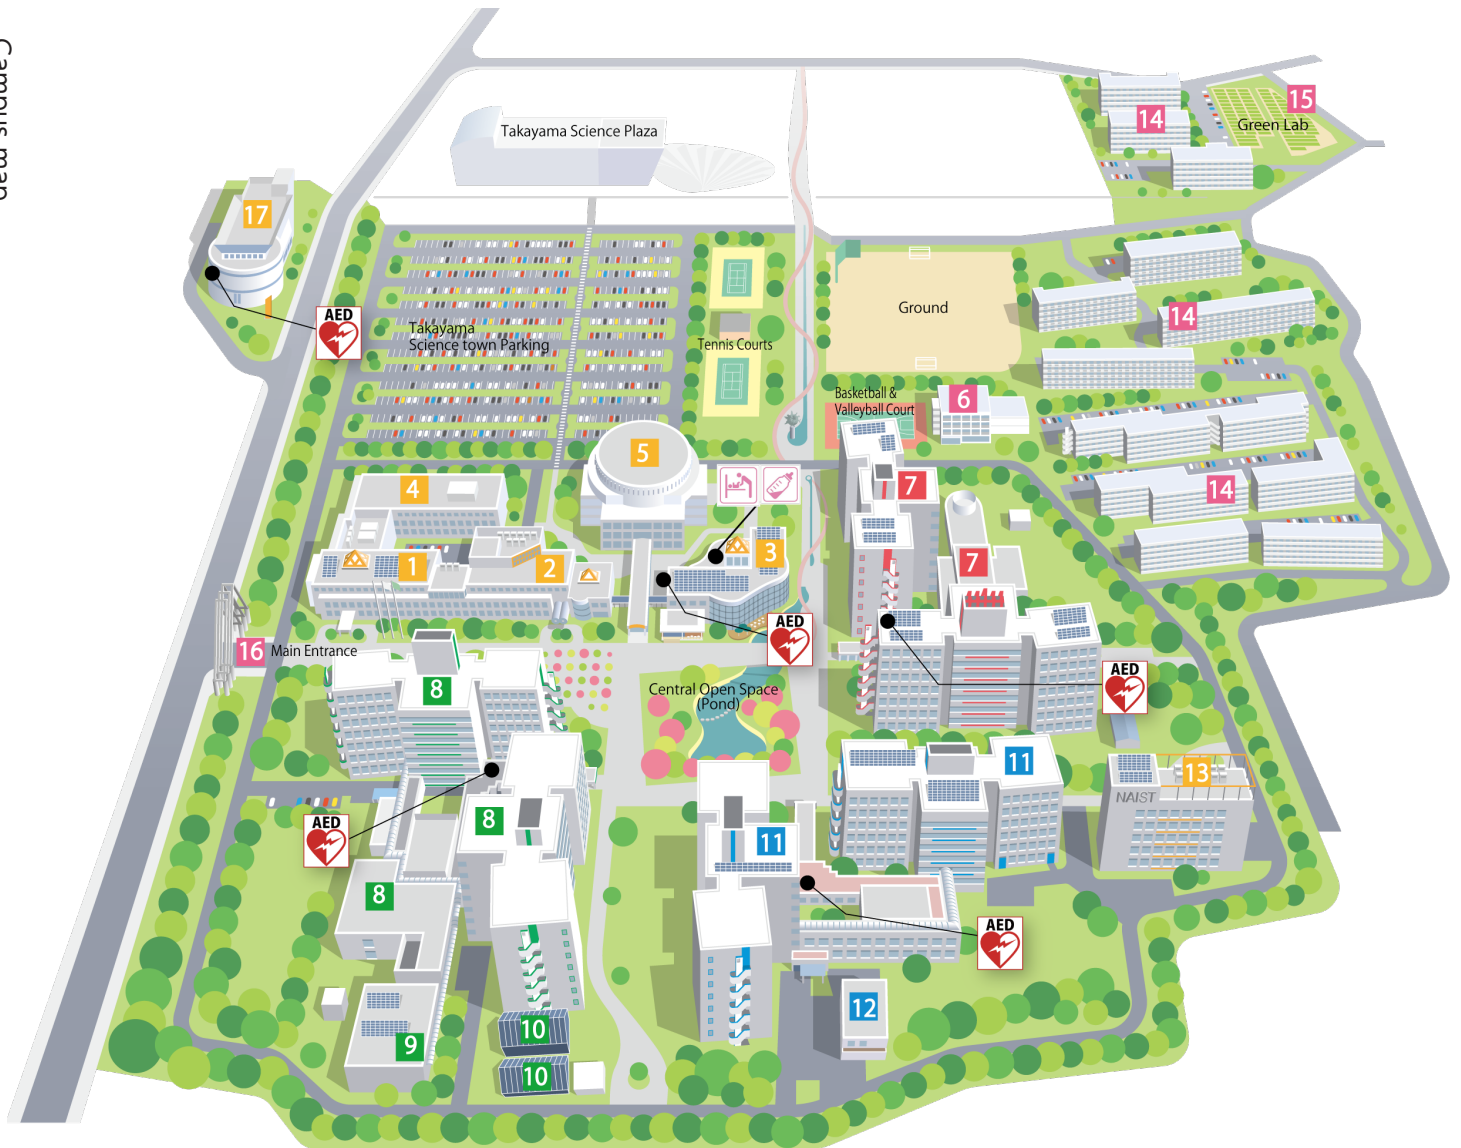 Campus map
Takayama Science Plaza
14
15
Green Lab
17
AED
Takayama
Science town Parking
Tennis Courts
Ground
14
Basketball &
Valleyball Court
6
5
4
7
14
1
2
3
7
AED
16
Main Entrance
8
Central Open Space
(Pond)
AED
11
13
NAIST
8
AED
11
8
AED
12
10
9
10